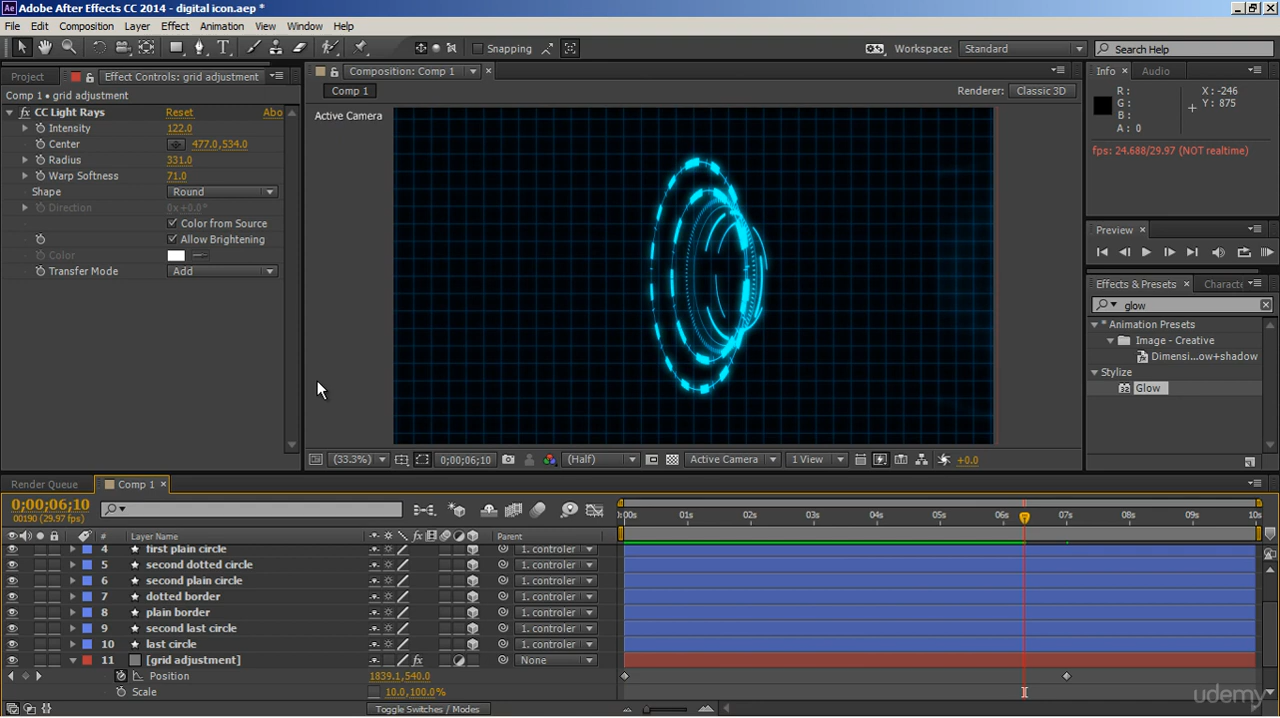 Adobe After Effects CC 2014 - digital icon.aep *
File Edit Composition Layer Effect Animation View Window Help
Snapping Workspace: Standard Search Help
Project Effect Controls: grid adjustment Composition: Comp 1 Info Audio
Comp 1 • grid adjustment Comp 1 Renderer: Classic 3D R : X : -246
CC Light Rays Reset Abo Active Camera G : Y : 875
Intensity 122.0 B :
Center 477.0,534.0 A : 0
Radius 331.0 fps: 24.688/29.97 (NOT realtime)
Warp Softness 71.0
Shape Round
Direction 0x+0.0°
Color from Source Preview
Allow Brightening
Color
Transfer Mode Add
Effects & Presets Characte
glow
* Animation Presets
Image - Creative
Dimensi...ow+shadow
Stylize
Glow
(33.3%) 0;00;06;10 (Half) Active Camera 1 View +0.0
Render Queue Comp 1
0;00;06;10
00190 (29.97 fps)
:00s 01s 02s 03s 04s 05s 06s 07s 08s 09s 10s
# Layer Name Parent
4 first plain circle 1. controler
5 second dotted circle 1. controler
6 second plain circle 1. controler
7 dotted border 1. controler
8 plain border 1. controler
9 second last circle 1. controler
10 last circle 1. controler
11 [grid adjustment] None
Position 1839.1,540.0
Scale 10.0,100.0%
Toggle Switches / Modes
udemy